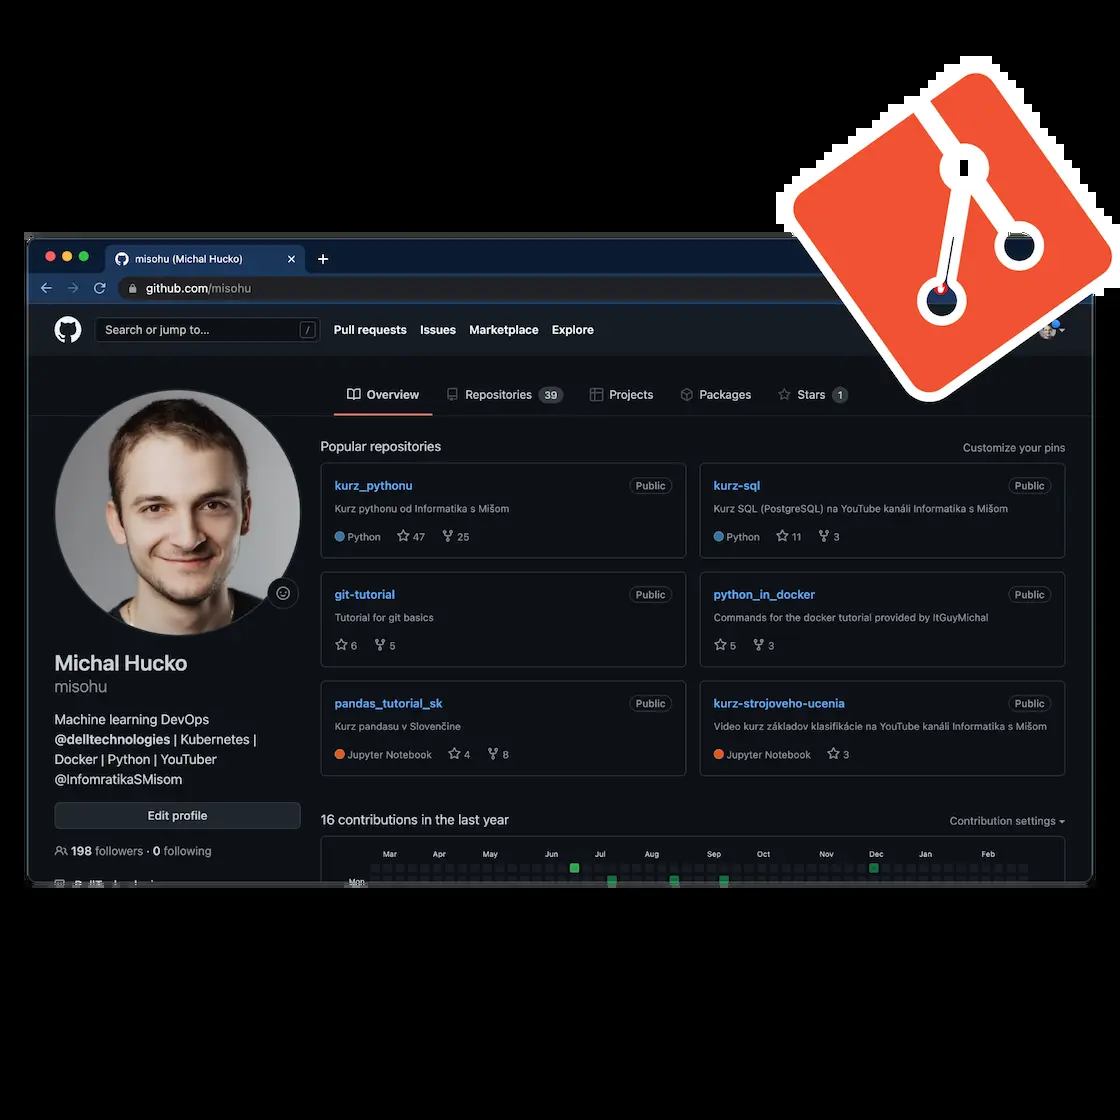 misohu (Michal Hucko)
github.com/misohu
Search or jump to... /
Pull requests Issues Marketplace Explore
Overview Repositories 39 Projects Packages Stars 1
Popular repositories Customize your pins
kurz_pythonu Public
Kurz pythonu od Informatika s Mišom
Python 47 25
kurz-sql Public
Kurz SQL (PostgreSQL) na YouTube kanáli Informatika s Mišom
Python 11 3
git-tutorial Public
Tutorial for git basics
6 5
python_in_docker Public
Commands for the docker tutorial provided by ItGuyMichal
5 3
pandas_tutorial_sk Public
Kurz pandasu v Slovenčine
Jupyter Notebook 4 8
kurz-strojoveho-ucenia Public
Video kurz základov klasifikácie na YouTube kanáli Informatika s Mišom
Jupyter Notebook 3
Michal Hucko
misohu
Machine learning DevOps
@delltechnologies | Kubernetes |
Docker | Python | YouTuber
@InfomratikaSMisom
Edit profile
198 followers · 0 following
16 contributions in the last year Contribution settings
Mar Apr May Jun Jul Aug Sep Oct Nov Dec Jan Feb
Mon